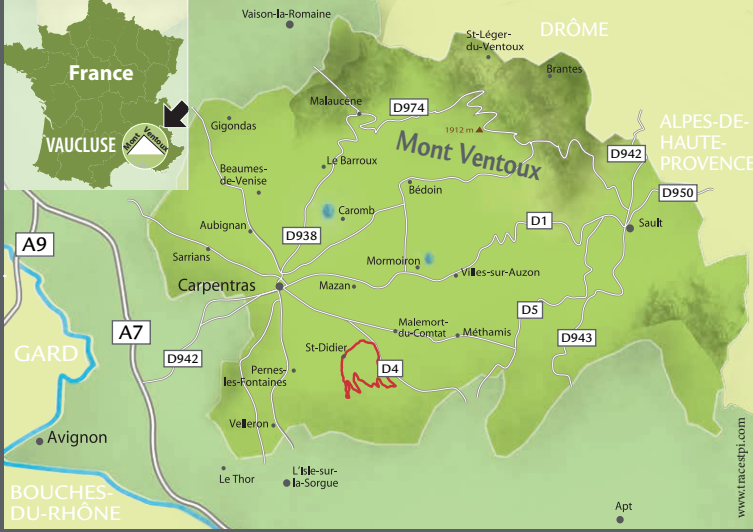 France
VAUCLUSE
Mont Ventoux
Vaison-la-Romaine
DRÔME
St-Léger-
du-Ventoux
Brantes
Malaucene
D974
Gigondas
1912 m
ALPES-DE-
HAUTE-
PROVENCE
Mont Ventoux
D942
Le Barroux
Beaumes-
de-Venise
Bédoin
D950
Caromb
D1
Sault
Aubignan
D938
A9
Sarrians
Mormoiron
Villes-sur-Auzon
Carpentras
Mazan
D5
A7
Malemort-
du-Comtat
Méthamis
D943
GARD
D942
St-Didier
D4
Pernes-
les-Fontaines
Velleron
Avignon
Le Thor
L'Isle-sur-
la-Sorgue
BOUCHES-
DU-RHÔNE
Apt
www.tracestpi.com